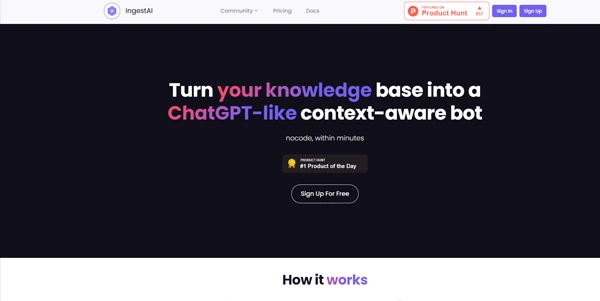 IngestAI
Community
Pricing
Docs
FEATURED ON
Product Hunt
957
Sign In
Sign Up
Turn your knowledge base into a
ChatGPT-like context-aware bot
nocode, within minutes
PRODUCT HUNT
#1 Product of the Day
Sign Up For Free
How it works